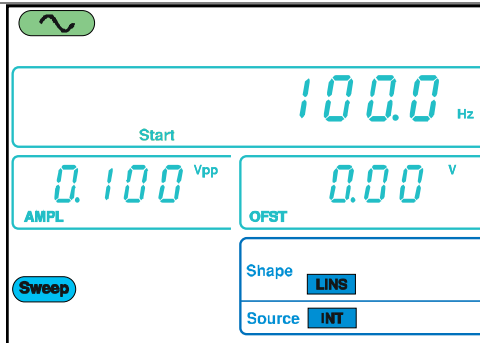 100.0 Hz
Start
0.100 Vpp
AMPL
0.00 V
OFST
Sweep
Shape LINS
Source INT